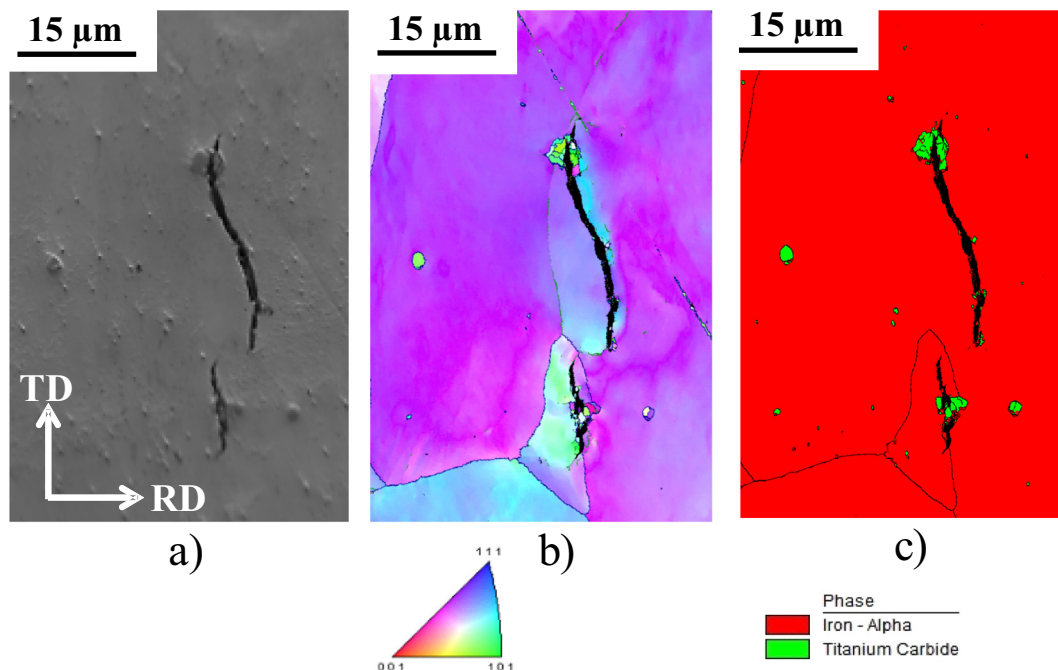 15 µm
15 µm
15 µm
TD
RD
a)
b)
c)
111
001
101
Phase
Iron - Alpha
Titanium Carbide